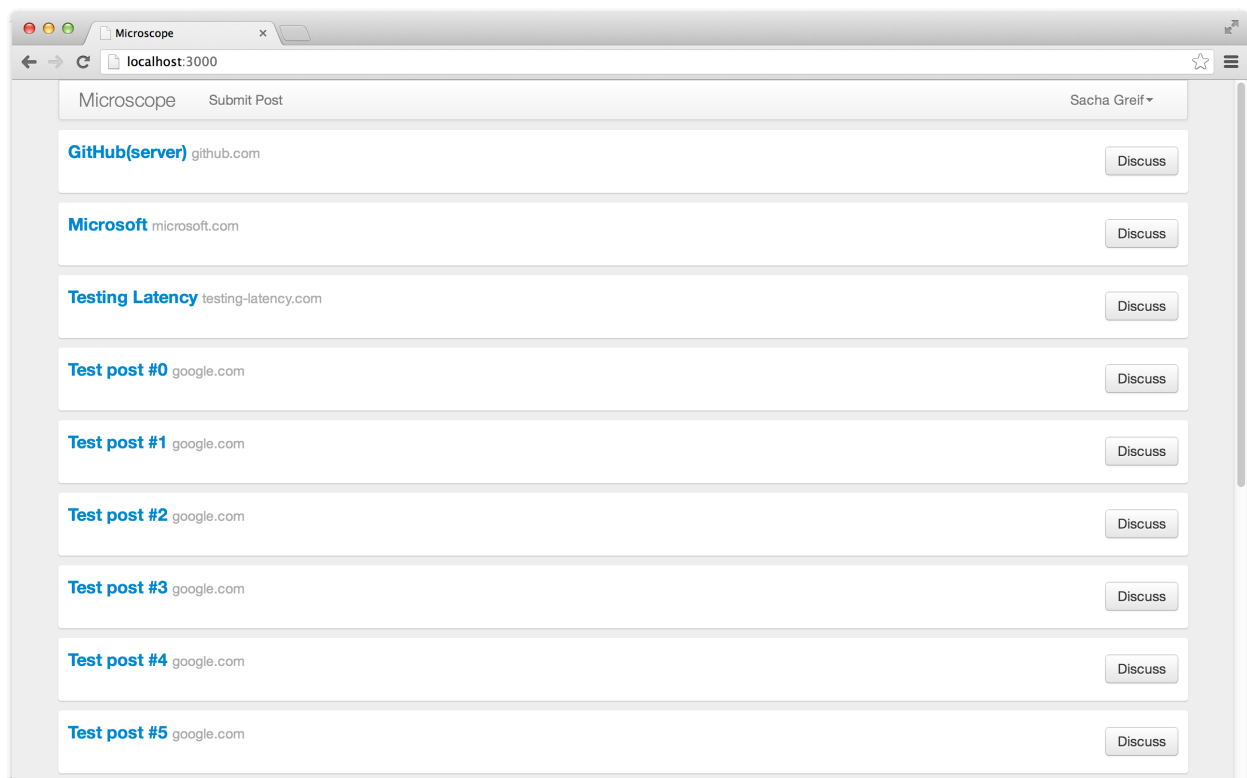 Microscope
localhost:3000
Microscope Submit Post Sacha Greif
GitHub(server) github.com Discuss
Microsoft microsoft.com Discuss
Testing Latency testing-latency.com Discuss
Test post #0 google.com Discuss
Test post #1 google.com Discuss
Test post #2 google.com Discuss
Test post #3 google.com Discuss
Test post #4 google.com Discuss
Test post #5 google.com Discuss